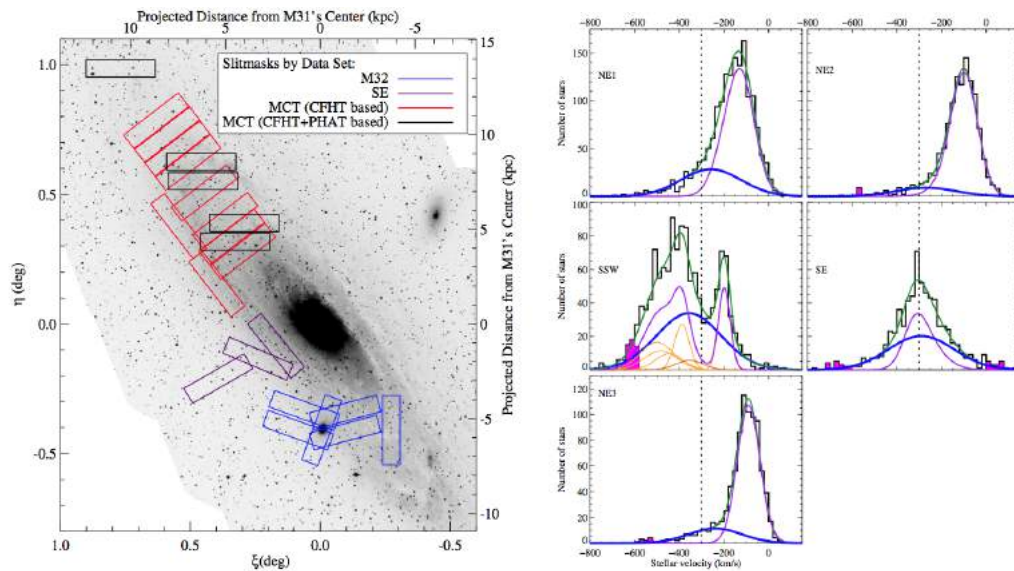 Projected Distance from M31's Center (kpc)
10 5 0 -4
Slitmasks by Data Set:
M32
SE
MCT (CFHT based)
MCT (CFHT+PHAT based)
1.0
0.5
0.0
-0.5
η (deg)
15
10
5
0
-5
-10
Projected Distance from M31's Center (kpc)
1.0 0.5 0.0 -0.5
ξ(deg)
-800 -600 -400 -200 0
-800 -600 -400 -200 0
150
100
50
0
Number of stars
NE1
NE2
100
80
60
40
20
0
Number of stars
SSW
SE
120
100
80
60
40
20
0
Number of stars
NE3
-800 -600 -400 -200 0
Stellar velocity (km/s)